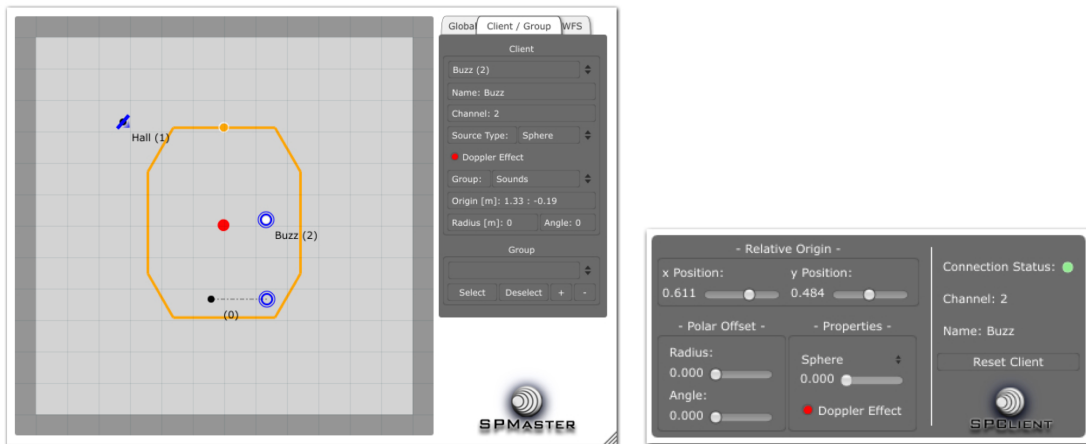 Global
Client / Group
WFS
Client
Buzz (2)
Name: Buzz
Channel: 2
Source Type: Sphere
Doppler Effect
Group: Sounds
Origin [m]: 1.33 : -0.19
Radius [m]: 0
Angle: 0
Group
Select
Deselect
+
-
SPMASTER
Hall (1)
Buzz (2)
(0)
- Relative Origin -
x Position:
y Position:
0.611
0.484
- Polar Offset -
Radius:
0.000
Angle:
0.000
- Properties -
Sphere
0.000
Doppler Effect
Connection Status:
Channel: 2
Name: Buzz
Reset Client
SPCLIENT